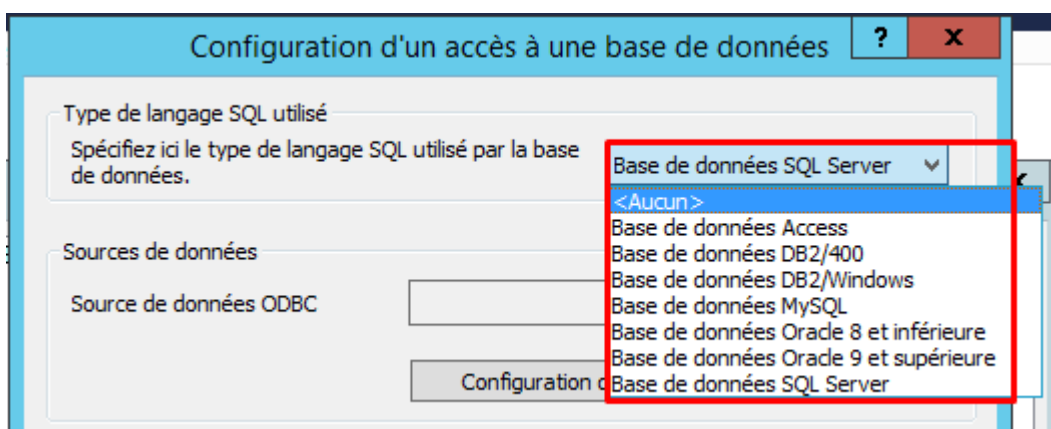 Configuration d'un accès à une base de données ? x
Type de langage SQL utilisé
Spécifiez ici le type de langage SQL utilisé par la base
de données.
Base de données SQL Server
<Aucun>
Base de données Access
Base de données DB2/400
Base de données DB2/Windows
Base de données MySQL
Base de données Oracle 8 et inférieure
Base de données Oracle 9 et supérieure
Base de données SQL Server
Sources de données
Source de données ODBC
Configuration